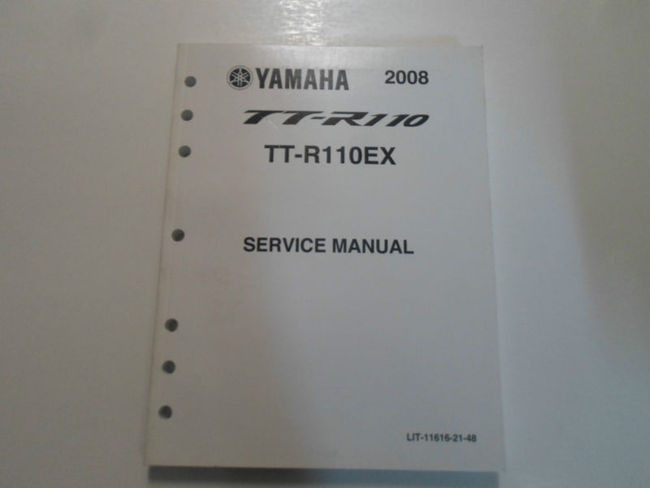 YAMAHA 2008
TT-R110
TT-R110EX
SERVICE MANUAL
LIT-11616-21-48